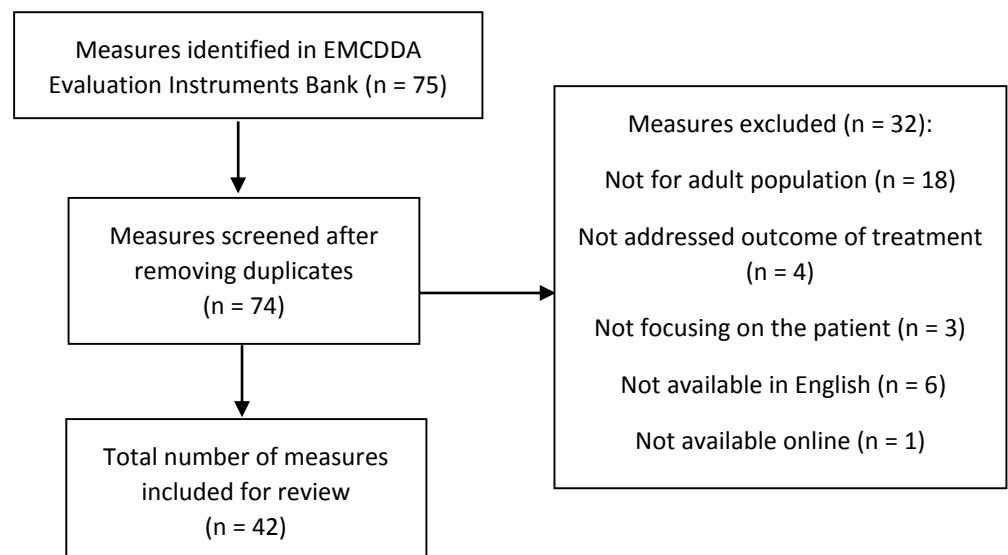 Measures identified in EMCDDA
Evaluation Instruments Bank (n = 75)
Measures screened after
removing duplicates
(n = 74)
Measures excluded (n = 32):
Not for adult population (n = 18)
Not addressed outcome of treatment
(n = 4)
Not focusing on the patient (n = 3)
Not available in English (n = 6)
Not available online (n = 1)
Total number of measures
included for review
(n = 42)